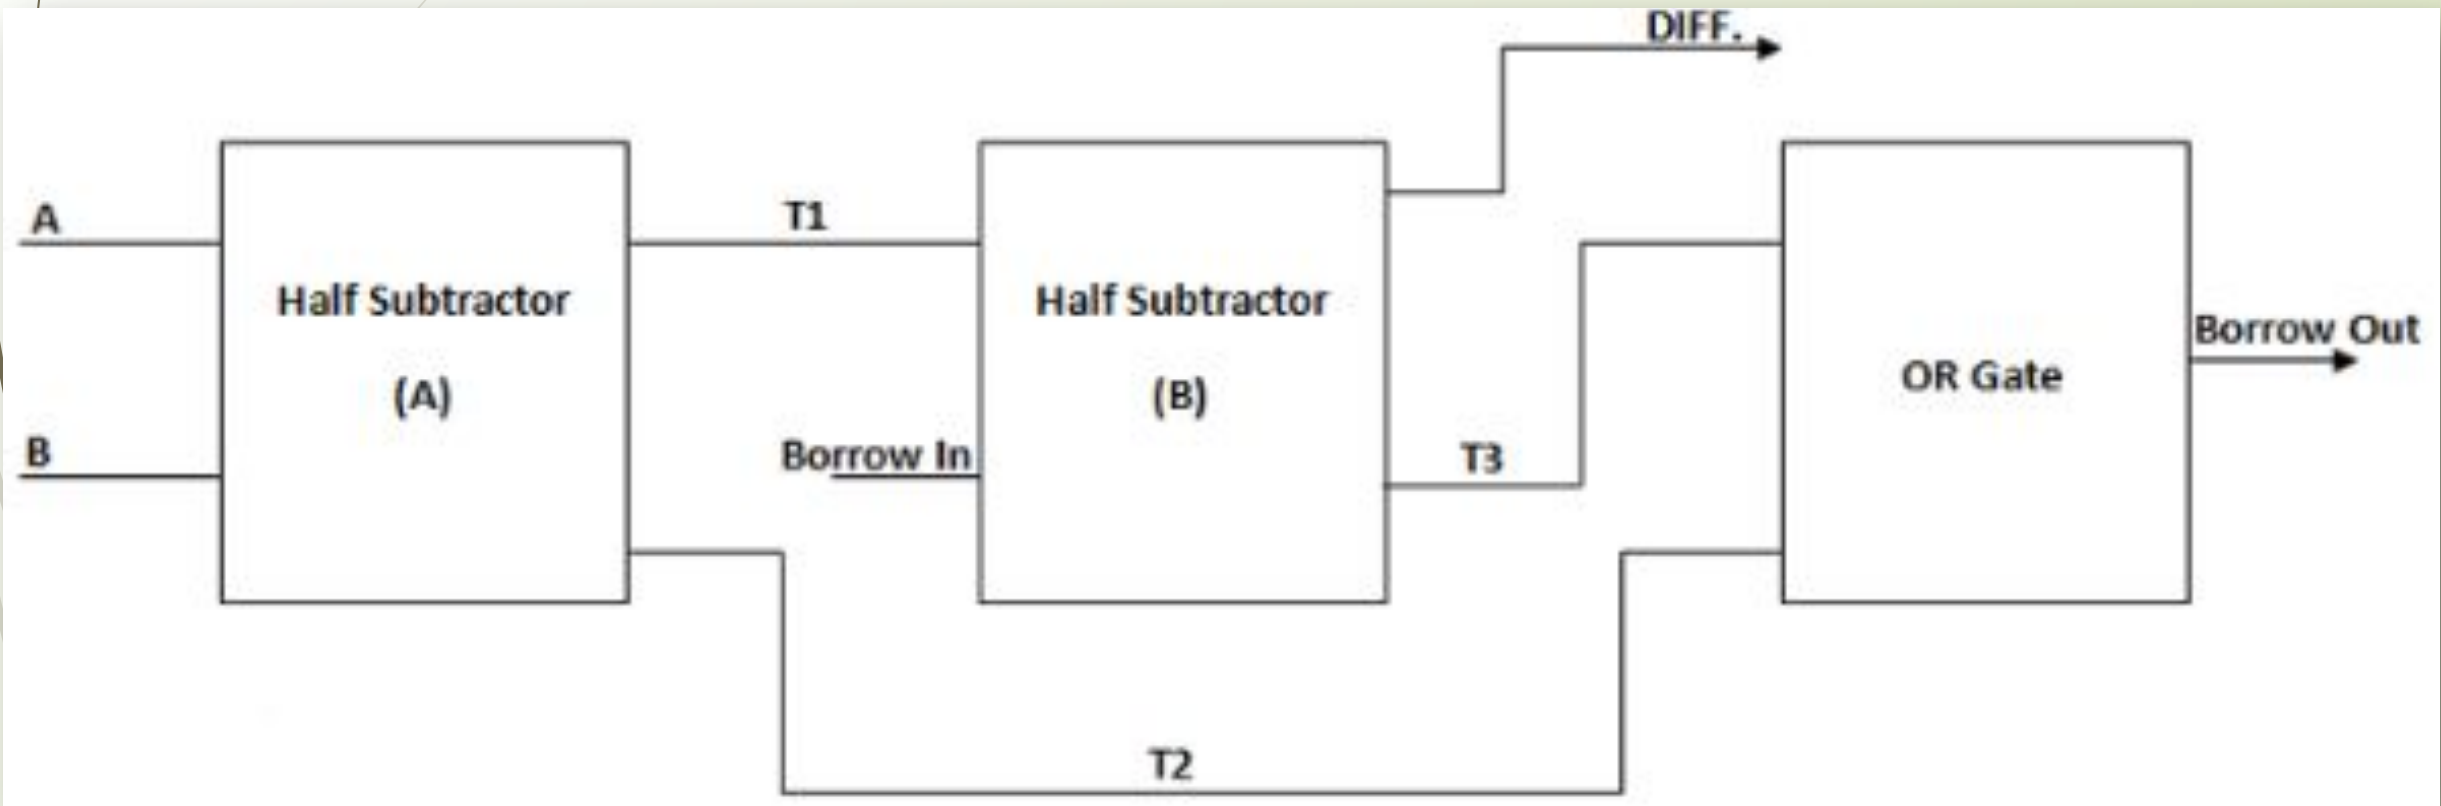 DIFF.
A
T1
Half Subtractor
(A)
Half Subtractor
(B)
Borrow Out
OR Gate
B
Borrow In
T3
T2